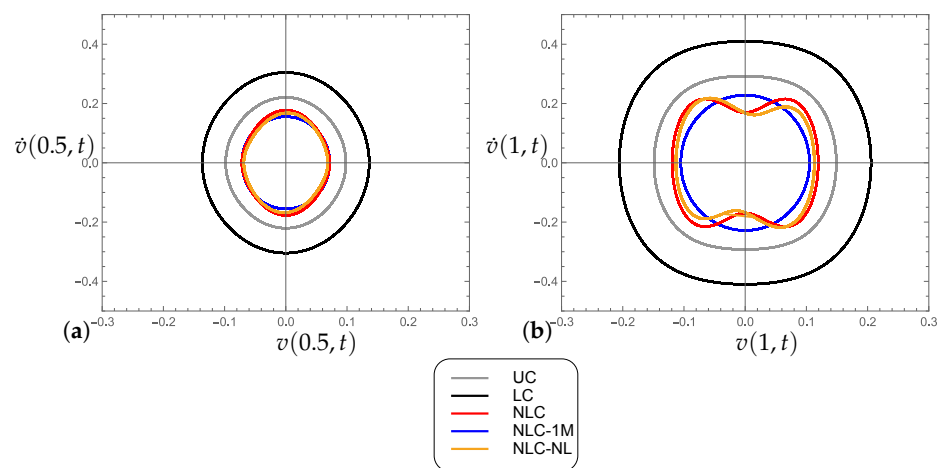 0.4
0.2
0.0
−0.2
−0.4
v̇(0.5, t)
−0.3 −0.2 −0.1 0.0 0.1 0.2 0.3
(a)
v(0.5, t)
0.4
0.2
0.0
−0.2
−0.4
v̇(1, t)
−0.3 −0.2 −0.1 0.0 0.1 0.2 0.3
(b)
v(1, t)
UC
LC
NLC
NLC-1M
NLC-NL